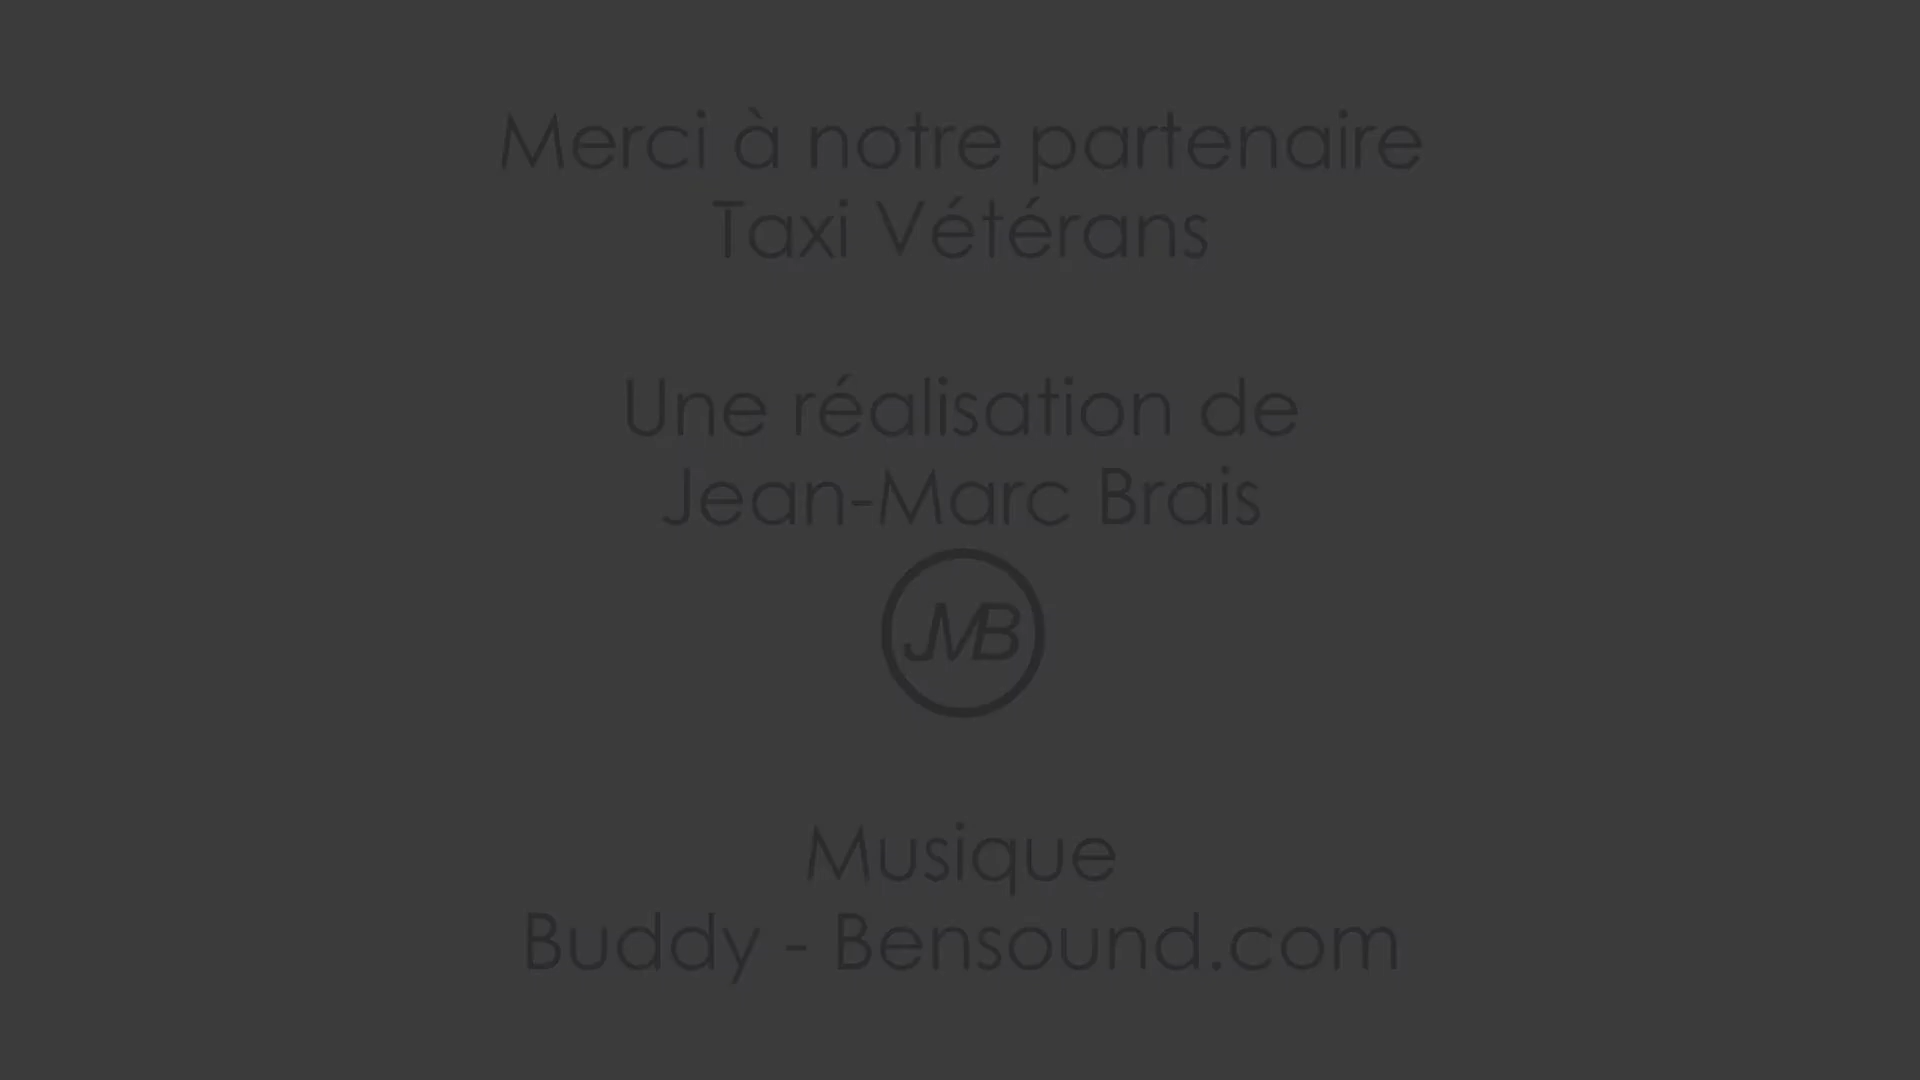 Merci à notre partenaire
Taxi Vétérans
Une réalisation de
Jean-Marc Brais
JMB
Musique
Buddy - Bensound.com